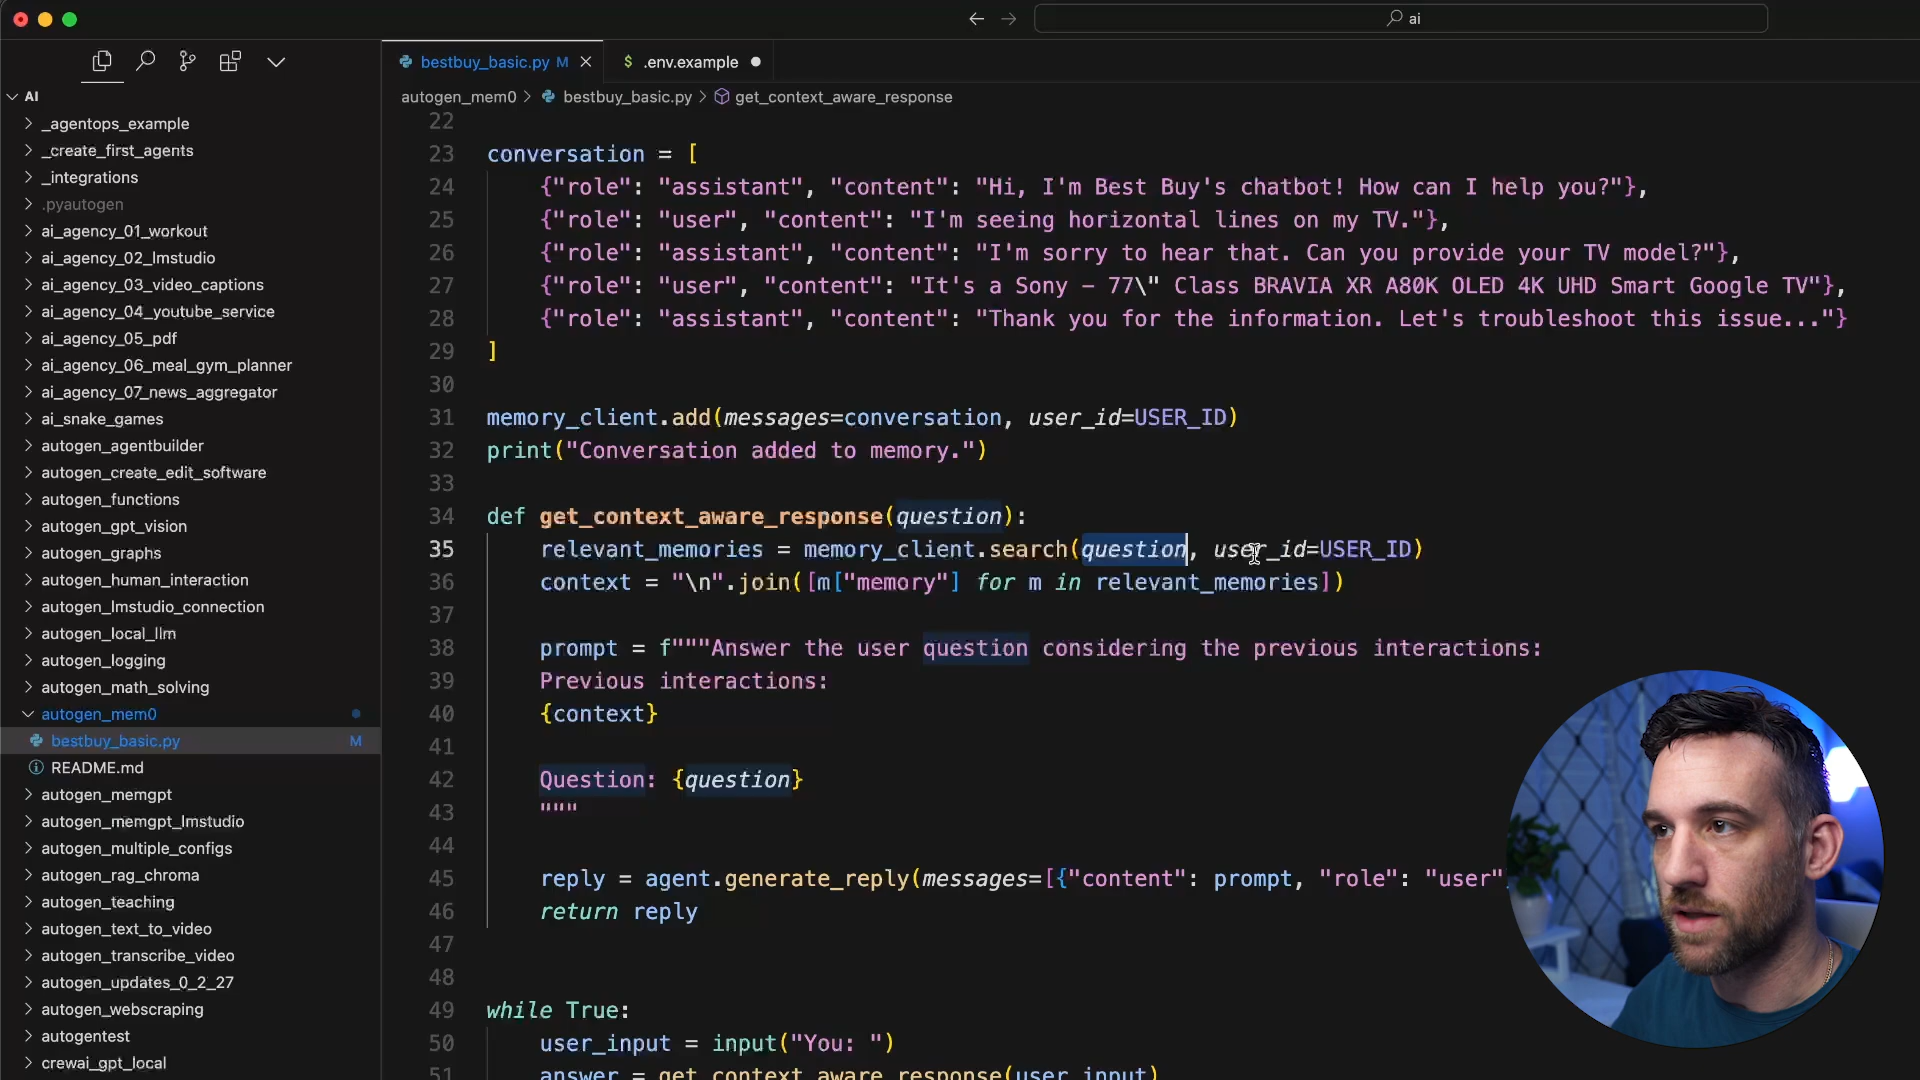 ai
bestbuy_basic.py M
$ .env.example
AI
autogen_mem0 > bestbuy_basic.py > get_context_aware_response
_agentops_example
_create_first_agents
_integrations
.pyautogen
ai_agency_01_workout
ai_agency_02_lmstudio
ai_agency_03_video_captions
ai_agency_04_youtube_service
ai_agency_05_pdf
ai_agency_06_meal_gym_planner
ai_agency_07_news_aggregator
ai_snake_games
autogen_agentbuilder
autogen_create_edit_software
autogen_functions
autogen_gpt_vision
autogen_graphs
autogen_human_interaction
autogen_lmstudio_connection
autogen_local_llm
autogen_logging
autogen_math_solving
autogen_mem0
bestbuy_basic.py M
README.md
autogen_memgpt
autogen_memgpt_lmstudio
autogen_multiple_configs
autogen_rag_chroma
autogen_teaching
autogen_text_to_video
autogen_transcribe_video
autogen_updates_0_2_27
autogen_webscraping
autogentest
crewai_gpt_local
22
23 conversation = [
24 {"role": "assistant", "content": "Hi, I'm Best Buy's chatbot! How can I help you?"},
25 {"role": "user", "content": "I'm seeing horizontal lines on my TV."},
26 {"role": "assistant", "content": "I'm sorry to hear that. Can you provide your TV model?"},
27 {"role": "user", "content": "It's a Sony - 77\" Class BRAVIA XR A80K OLED 4K UHD Smart Google TV"},
28 {"role": "assistant", "content": "Thank you for the information. Let's troubleshoot this issue..."}
29 ]
30
31 memory_client.add(messages=conversation, user_id=USER_ID)
32 print("Conversation added to memory.")
33
34 def get_context_aware_response(question):
35 relevant_memories = memory_client.search(question, user_id=USER_ID)
36 context = "\n".join([m["memory"] for m in relevant_memories])
37
38 prompt = f"""Answer the user question considering the previous interactions:
39 Previous interactions:
40 {context}
41
42 Question: {question}
43 """
44
45 reply = agent.generate_reply(messages=[{"content": prompt, "role": "user"
46 return reply
47
48
49 while True:
50 user_input = input("You: ")
51 answer = get_context_aware_response(user_input)